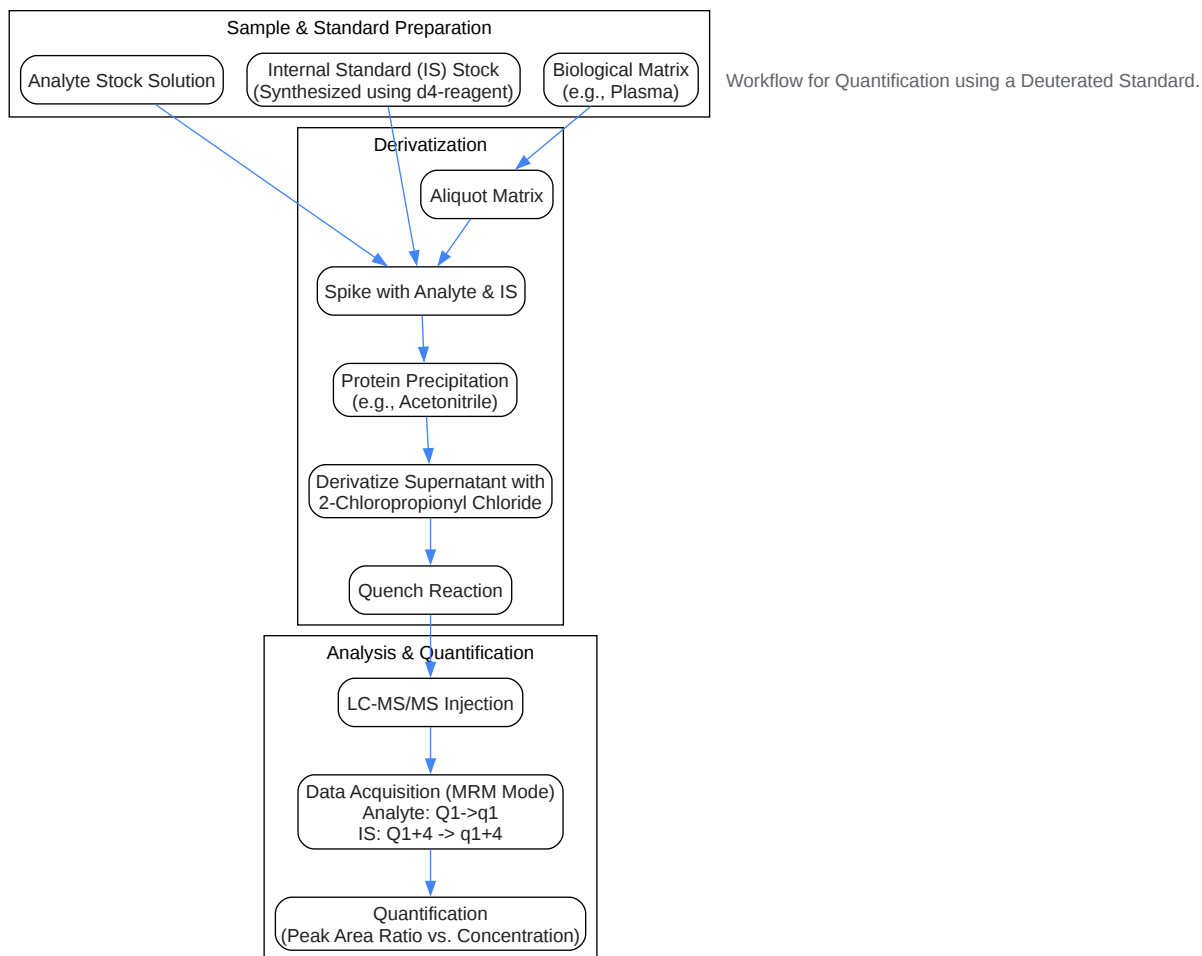 Sample & Standard Preparation
Analyte Stock Solution
Internal Standard (IS) Stock
(Synthesized using d4-reagent)
Biological Matrix
(e.g., Plasma)
Workflow for Quantification using a Deuterated Standard.
Derivatization
Aliquot Matrix
Spike with Analyte & IS
Protein Precipitation
(e.g., Acetonitrile)
Derivatize Supernatant with
2-Chloropropionyl Chloride
Quench Reaction
Analysis & Quantification
LC-MS/MS Injection
Data Acquisition (MRM Mode)
Analyte: Q1->q1
IS: Q1+4 -> q1+4
Quantification
(Peak Area Ratio vs. Concentration)